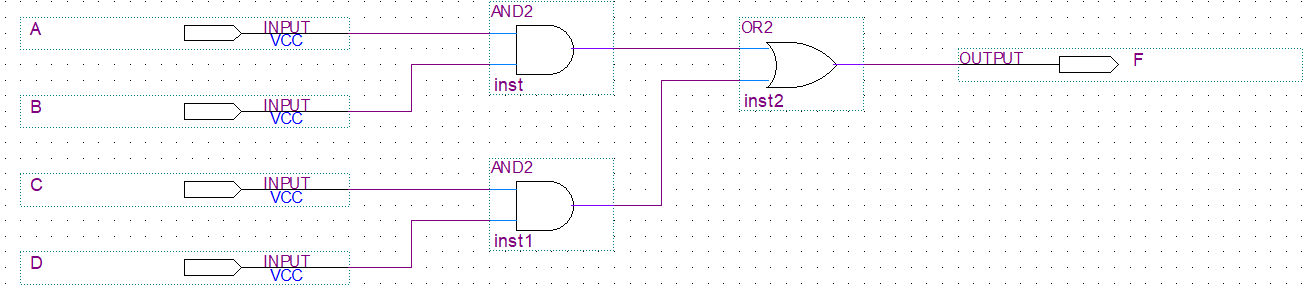 AND2
A
INPUT
VCC
OR2
OUTPUT
F
inst
B
INPUT
VCC
inst2
AND2
C
INPUT
VCC
inst1
D
INPUT
VCC